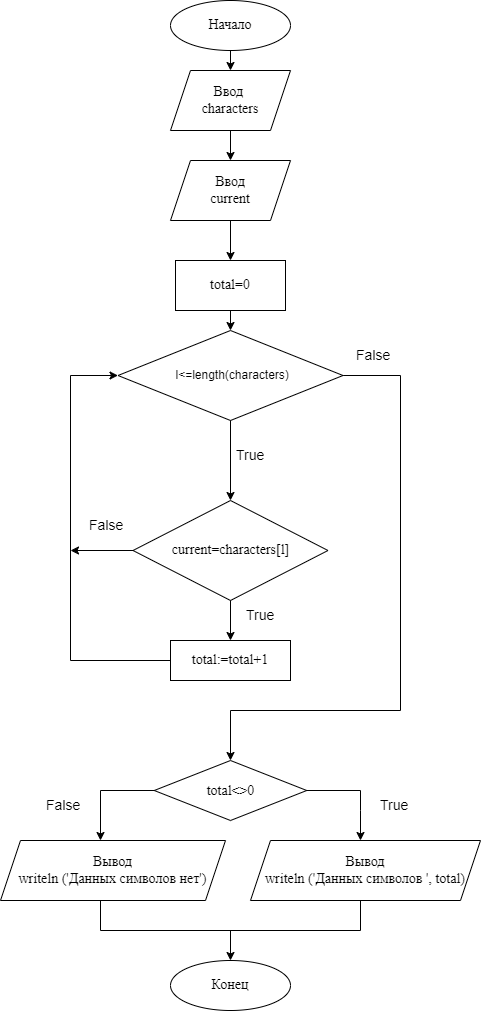 Начало
Ввод
characters
Ввод
current
total=0
False
I<=length(characters)
True
False
current=characters[I]
True
total:=total+1
total<>0
False
True
Вывод
writeln ('Данных символов нет')
Вывод
writeln ('Данных символов ', total)
Конец